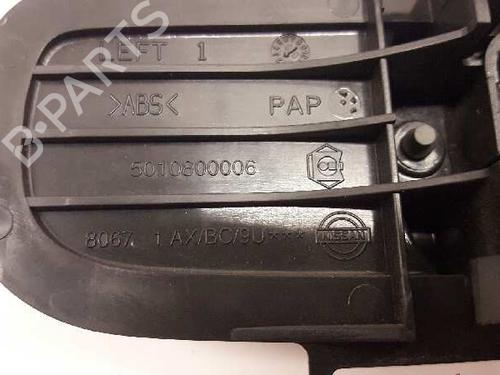 EFT 1
>ABS< PAP
5010800006
8067 1 AX/BC/9U***
NISSAN
B-PARTS